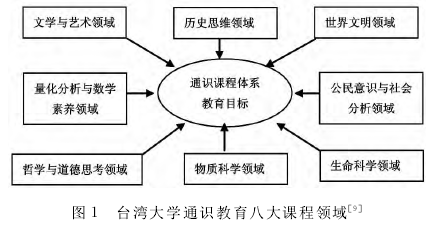 文学与艺术领域
历史思维领域
世界文明领域
量化分析与数学
素养领域
通识课程体系
教育目标
公民意识与社会
分析领域
哲学与道德思考领域
物质科学领域
生命科学领域
图1 台湾大学通识教育八大课程领域[9]